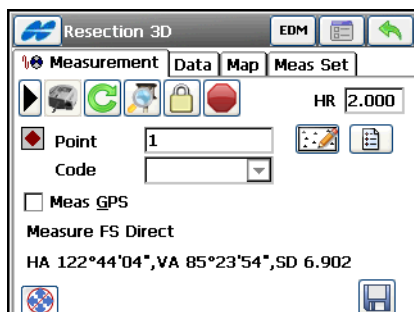 Resection 3D EDM
Measurement Data Map Meas Set
HR 2.000
Point 1
Code
Meas GPS
Measure FS Direct
HA 122°44'04",VA 85°23'54",SD 6.902